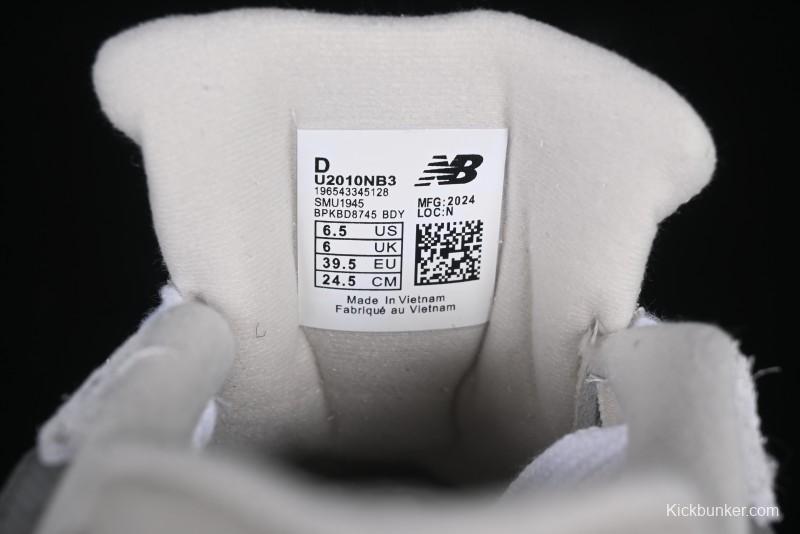 D
NB
U2010NB3
196543345128
SMU1945
BPKBD8745 BDY
MFG:2024
LOC:N
6.5 US
6 UK
39.5 EU
24.5 CM
Made In Vietnam
Fabriqué au Vietnam
Kickbunker.com